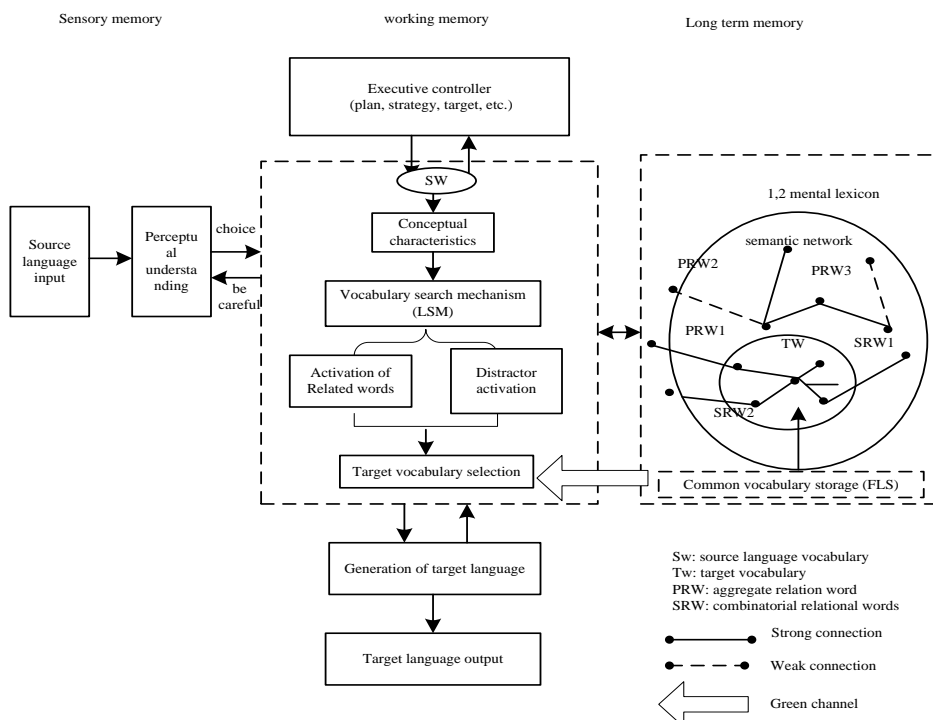 Sensory memory
working memory
Long term memory
Executive controller
(plan, strategy, target, etc.)
SW
Conceptual
characteristics
Vocabulary search mechanism
(LSM)
Activation of
Related words
Distractor
activation
Target vocabulary selection
Generation of target language
Target language output
Source
language
input
Perceptu
al
understa
nding
choice
be
careful
1,2 mental lexicon
semantic network
PRW2
PRW3
PRW1
TW
SRW1
SRW2
Common vocabulary storage (FLS)
Sw: source language vocabulary
Tw: target vocabulary
PRW: aggregate relation word
SRW: combinatorial relational words
Strong connection
Weak connection
Green channel